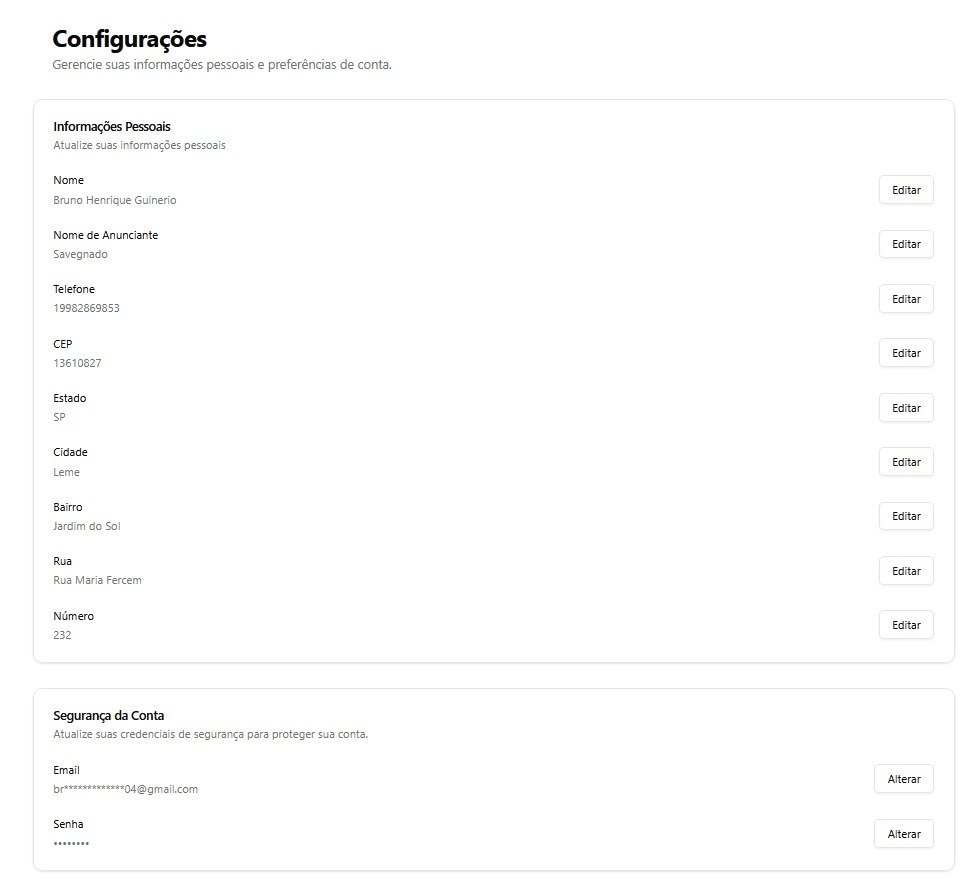 Configurações
Gerencie suas informações pessoais e preferências de conta.
Informações Pessoais
Atualize suas informações pessoais
Nome
Bruno Henrique Guinerio
Editar
Nome de Anunciante
Savegnado
Editar
Telefone
19982869853
Editar
CEP
13610827
Editar
Estado
SP
Editar
Cidade
Leme
Editar
Bairro
Jardim do Sol
Editar
Rua
Rua Maria Fercem
Editar
Número
232
Editar
Segurança da Conta
Atualize suas credenciais de segurança para proteger sua conta.
Email
br*************04@gmail.com
Alterar
Senha
••••••••
Alterar